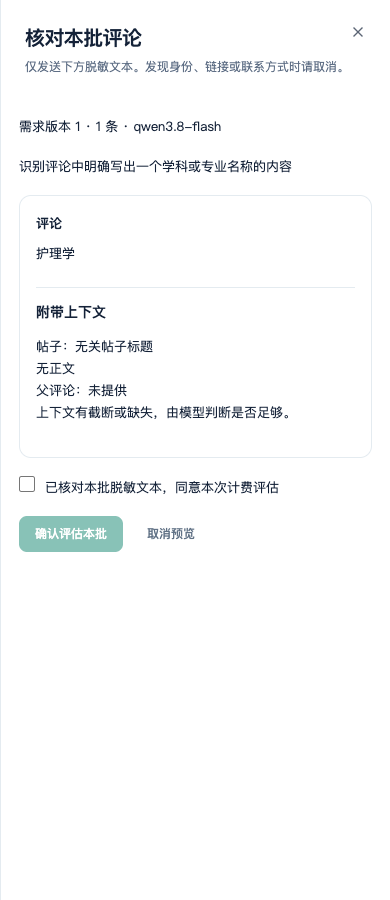 核对本批评论
仅发送下方脱敏文本。发现身份、链接或联系方式时请取消。
需求版本 1 · 1 条 · qwen3.8-flash
识别评论中明确写出一个学科或专业名称的内容
评论
护理学
附带上下文
帖子：无关帖子标题
无正文
父评论：未提供
上下文有截断或缺失，由模型判断是否足够。
已核对本批脱敏文本，同意本次计费评估
确认评估本批 取消预览